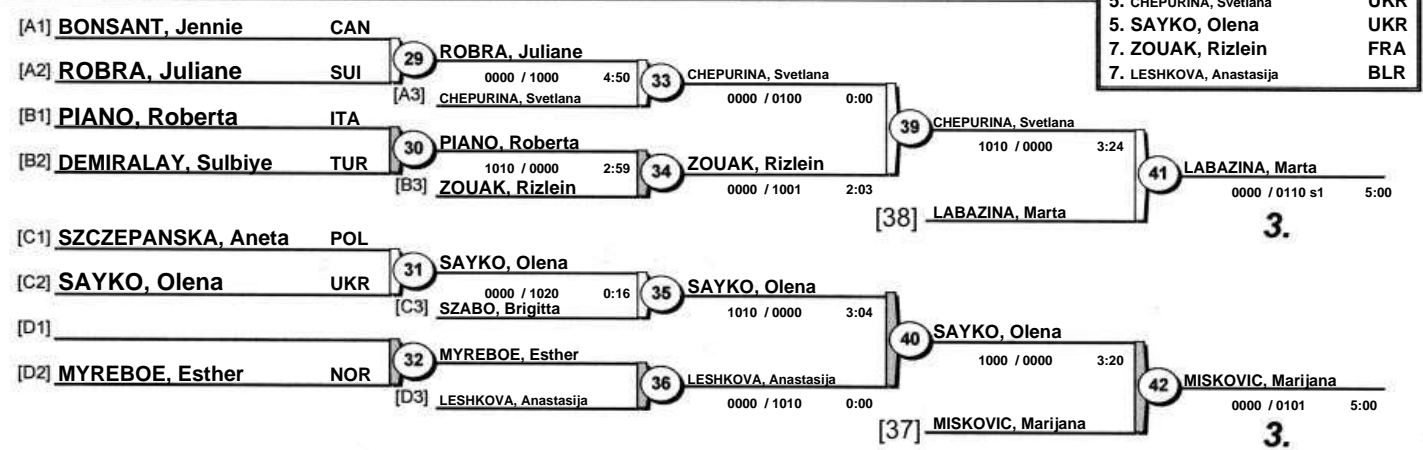 5. CHEPURINA, Svetlana UKR
5. SAYKO, Olena UKR
7. ZOUAK, Rizlein FRA
7. LESHKOVA, Anastasija BLR
[A1] BONSANT, Jennie CAN
[A2] ROBRA, Juliane SUI
29
ROBRA, Juliane
0000 / 1000 4:50
[A3] CHEPURINA, Svetlana
33
CHEPURINA, Svetlana
0000 / 0100 0:00
[B1] PIANO, Roberta ITA
[B2] DEMIRALAY, Sulbiye TUR
30
PIANO, Roberta
1010 / 0000 2:59
[B3] ZOUAK, Rizlein
34
ZOUAK, Rizlein
0000 / 1001 2:03
39
CHEPURINA, Svetlana
1010 / 0000 3:24
[38] LABAZINA, Marta
41
LABAZINA, Marta
0000 / 0110 s1 5:00
3.
[C1] SZCZEPANSKA, Aneta POL
[C2] SAYKO, Olena UKR
31
SAYKO, Olena
0000 / 1020 0:16
[C3] SZABO, Brigitta
35
SAYKO, Olena
1010 / 0000 3:04
[D1]
[D2] MYREBOE, Esther NOR
32
MYREBOE, Esther
[D3] LESHKOVA, Anastasija
36
LESHKOVA, Anastasija
0000 / 1010 0:00
40
SAYKO, Olena
1000 / 0000 3:20
[37] MISKOVIC, Marijana
42
MISKOVIC, Marijana
0000 / 0101 5:00
3.